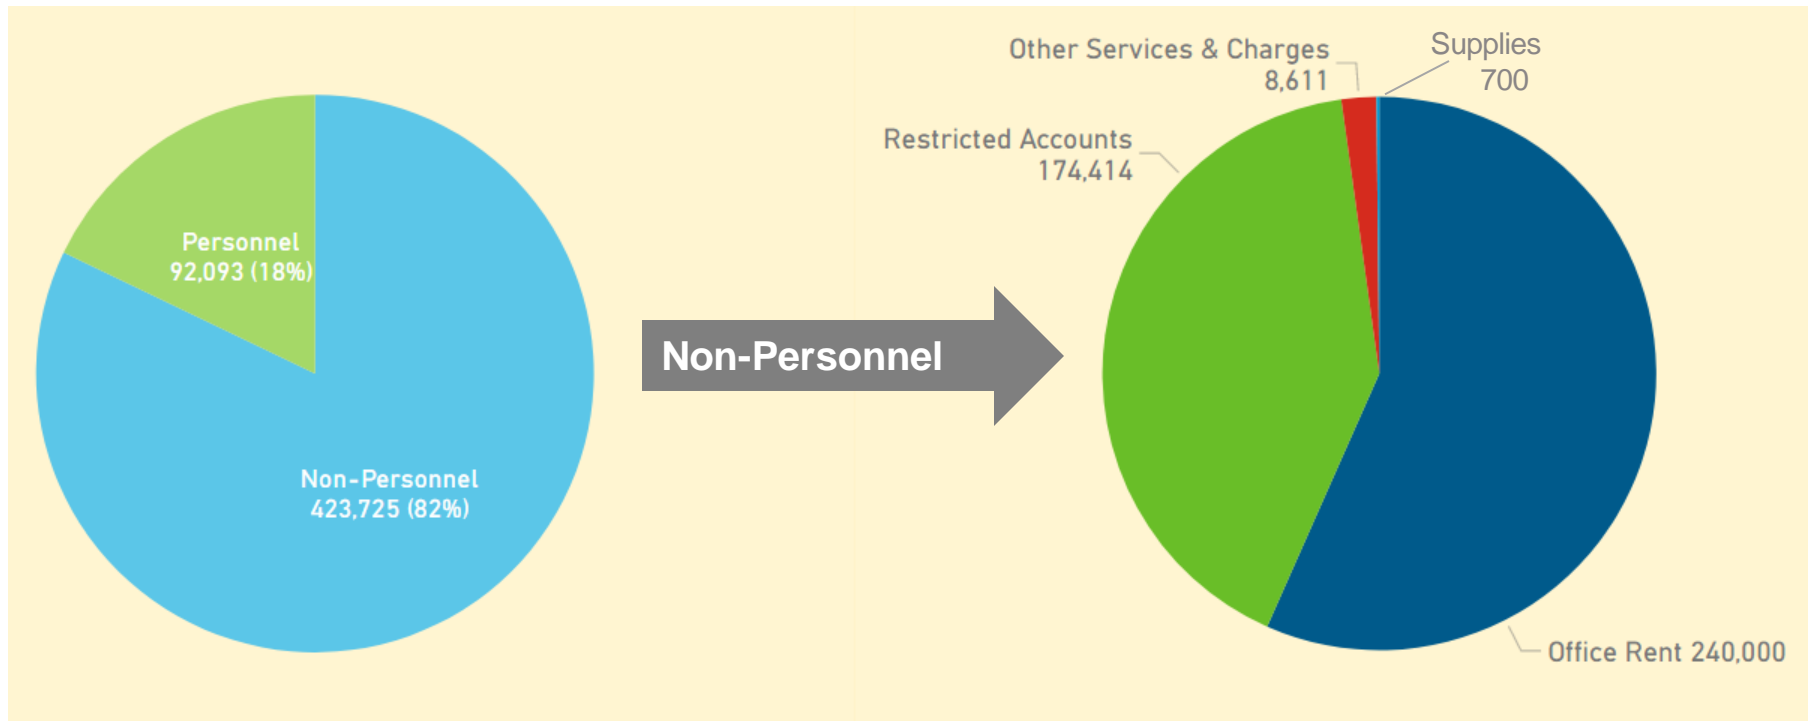 Personnel
92,093 (18%)
Non-Personnel
423,725 (82%)
Non-Personnel
Other Services & Charges
8,611
Supplies
700
Restricted Accounts
174,414
Office Rent 240,000